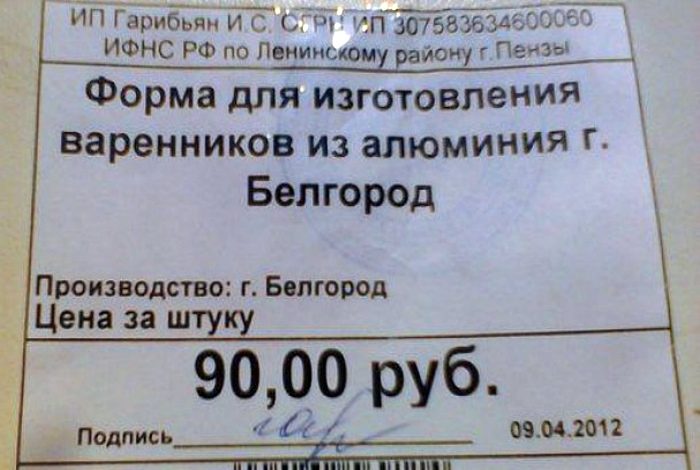 ИП Гарибьян И.С. ОГРН ИП 307583634600060
ИФНС РФ по Ленинскому району г.Пензы
Форма для изготовления
варенников из алюминия г.
Белгород
Производство: г. Белгород
Цена за штуку
90,00 руб.
Подпись 09.04.2012